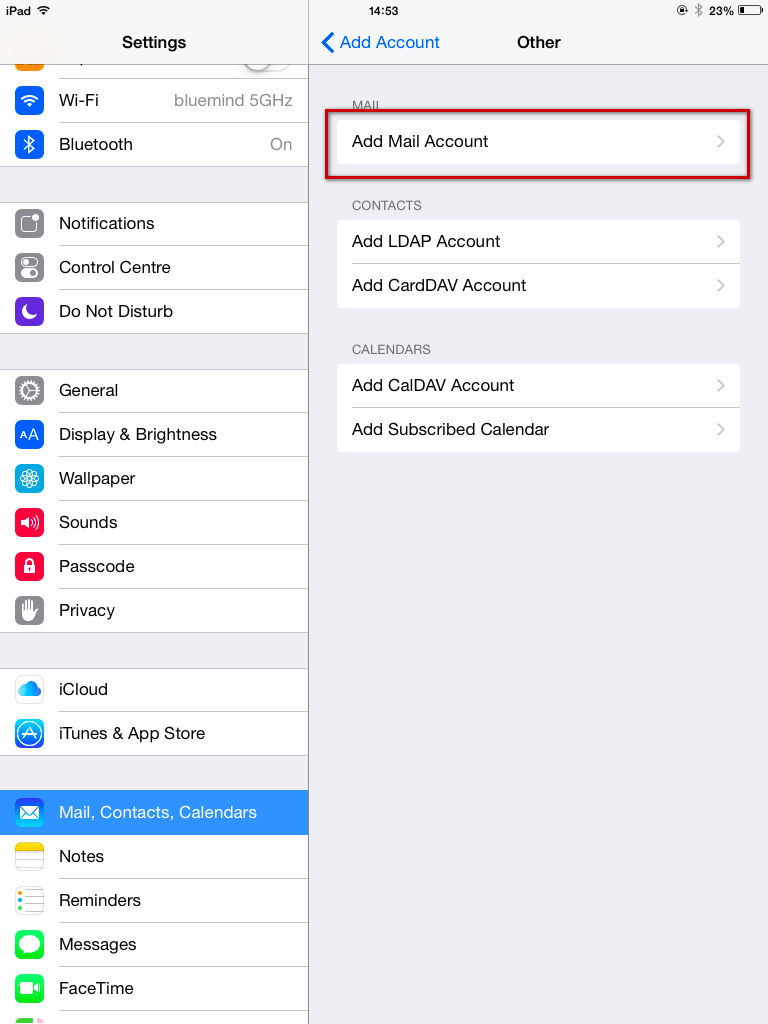 iPad
14:53
23%
Settings
Add Account
Other
Wi-Fi
bluemind 5GHz
Bluetooth
On
Notifications
Control Centre
Do Not Disturb
General
AA
Display & Brightness
Wallpaper
Sounds
Passcode
Privacy
iCloud
iTunes & App Store
Mail, Contacts, Calendars
Notes
Reminders
Messages
FaceTime
MAIL
Add Mail Account
CONTACTS
Add LDAP Account
Add CardDAV Account
CALENDARS
Add CalDAV Account
Add Subscribed Calendar